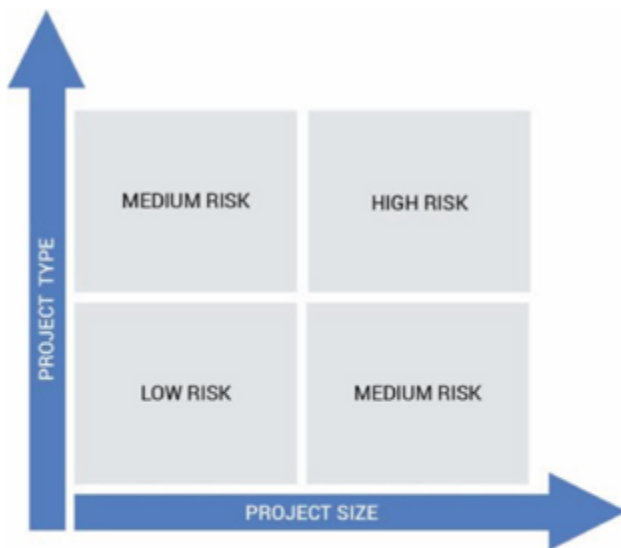 MEDIUM RISK
HIGH RISK
PROJECT TYPE
LOW RISK
MEDIUM RISK
PROJECT SIZE